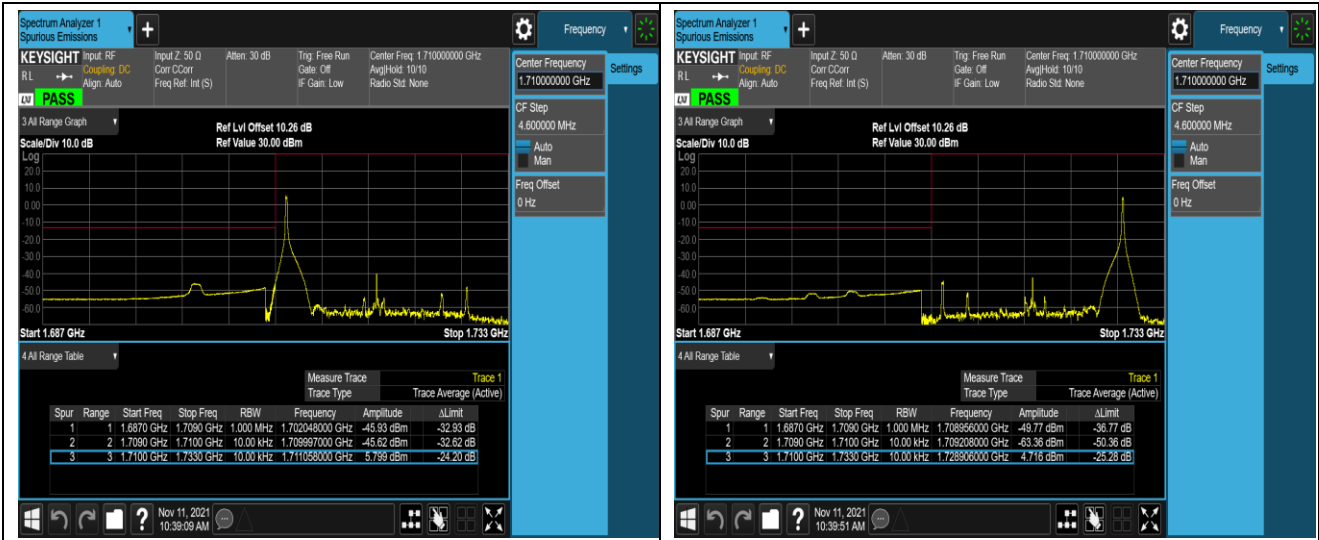 Spectrum Analyzer 1
Spurious Emissions
+
Frequency
KEYSIGHT Input: RF Input Z: 50 Ω Atten: 30 dB Trig: Free Run Center Freq: 1.710000000 GHz
RL Coupling: DC Corr CCorr Gate: Off Avg|Hold: 10/10
Align: Auto Freq Ref: Int (S) IF Gain: Low Radio Std: None
LXI PASS
Center Frequency
1.710000000 GHz
Settings
CF Step
4.600000 MHz
Auto
Man
Freq Offset
0 Hz
3 All Range Graph
Ref Lvl Offset 10.26 dB
Scale/Div 10.0 dB Ref Value 30.00 dBm
Log
20.0
10.0
0.00
-10.0
-20.0
-30.0
-40.0
-50.0
-60.0
Start 1.687 GHz Stop 1.733 GHz
4 All Range Table
Measure Trace Trace 1
Trace Type Trace Average (Active)
Spur Range Start Freq Stop Freq RBW Frequency Amplitude ΔLimit
1 1 1.6870 GHz 1.7090 GHz 1.000 MHz 1.702048000 GHz -45.93 dBm -32.93 dB
2 2 1.7090 GHz 1.7100 GHz 10.00 kHz 1.709997000 GHz -45.62 dBm -32.62 dB
3 3 1.7100 GHz 1.7330 GHz 10.00 kHz 1.711058000 GHz 5.799 dBm -24.20 dB
? Nov 11, 2021
10:39:09 AM
Spectrum Analyzer 1
Spurious Emissions
+
Frequency
KEYSIGHT Input: RF Input Z: 50 Ω Atten: 30 dB Trig: Free Run Center Freq: 1.710000000 GHz
RL Coupling: DC Corr CCorr Gate: Off Avg|Hold: 10/10
Align: Auto Freq Ref: Int (S) IF Gain: Low Radio Std: None
LXI PASS
Center Frequency
1.710000000 GHz
Settings
CF Step
4.600000 MHz
Auto
Man
Freq Offset
0 Hz
3 All Range Graph
Ref Lvl Offset 10.26 dB
Scale/Div 10.0 dB Ref Value 30.00 dBm
Log
20.0
10.0
0.00
-10.0
-20.0
-30.0
-40.0
-50.0
-60.0
Start 1.687 GHz Stop 1.733 GHz
4 All Range Table
Measure Trace Trace 1
Trace Type Trace Average (Active)
Spur Range Start Freq Stop Freq RBW Frequency Amplitude ΔLimit
1 1 1.6870 GHz 1.7090 GHz 1.000 MHz 1.708956000 GHz -49.77 dBm -36.77 dB
2 2 1.7090 GHz 1.7100 GHz 10.00 kHz 1.709208000 GHz -63.36 dBm -50.36 dB
3 3 1.7100 GHz 1.7330 GHz 10.00 kHz 1.728906000 GHz 4.716 dBm -25.28 dB
? Nov 11, 2021
10:39:51 AM